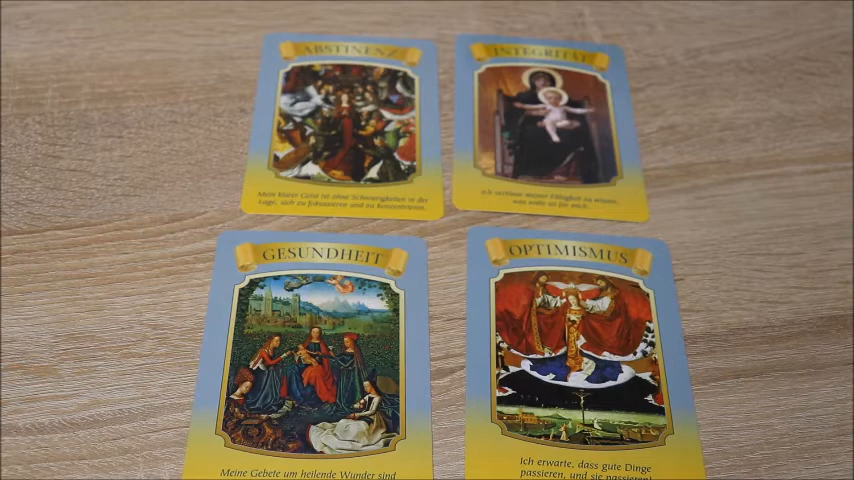 ABSTINENZ
Mein klarer Geist ist ohne Schwierigkeiten in der
Lage, sich zu fokussieren und zu konzentrieren.
INTEGRITÄT
Ich vertraue meiner Fähigkeit zu wissen,
was wahr ist für mich.
GESUNDHEIT
Meine Gebete um heilende Wunder sind
OPTIMISMUS
Ich erwarte, dass gute Dinge
passieren, und sie passieren!